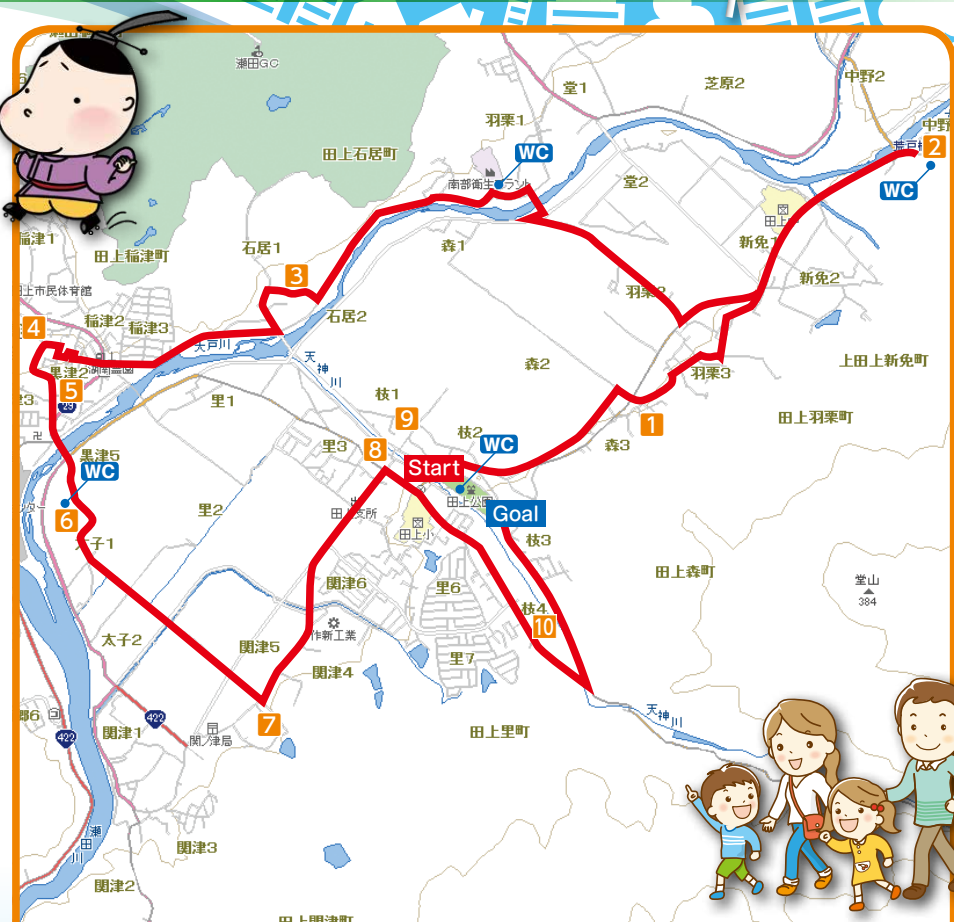 瀬田GC
堂1
芝原2
中野2
羽栗1
中野
荒戸
2
WC
WC
田上石居町
南部衛生プラント
堂2
田上
稲津1
石居1
森1
新免1
田上稲津町
3
新免2
羽栗2
上市民体育館
石居2
4
稲津2
稲津3
大戸川
天神川
森2
上田上新免町
黒津2
羽栗3
5
枝1
里1
田上羽栗町
9
1
枝2
里3
8
WC
森3
黒津5
Start
WC
田上公園
Goal
里2
田上支所
6
田上小
枝3
太子1
田上森町
関津6
里6
堂山
384
枝4
作新工業
10
太子2
関津5
里7
関津4
天神川
422
7
関津1
関ノ津局
田上里町
422
瀬田川
関津3
関津2
田上関津町